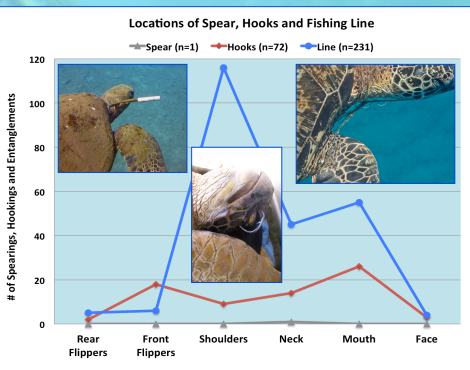 Locations of Spear, Hooks and Fishing Line
Spear (n=1) Hooks (n=72) Line (n=231)
# of Spearings, Hookings and Entanglements
120
100
80
60
40
20
0
Rear Flippers
Front Flippers
Shoulders
Neck
Mouth
Face